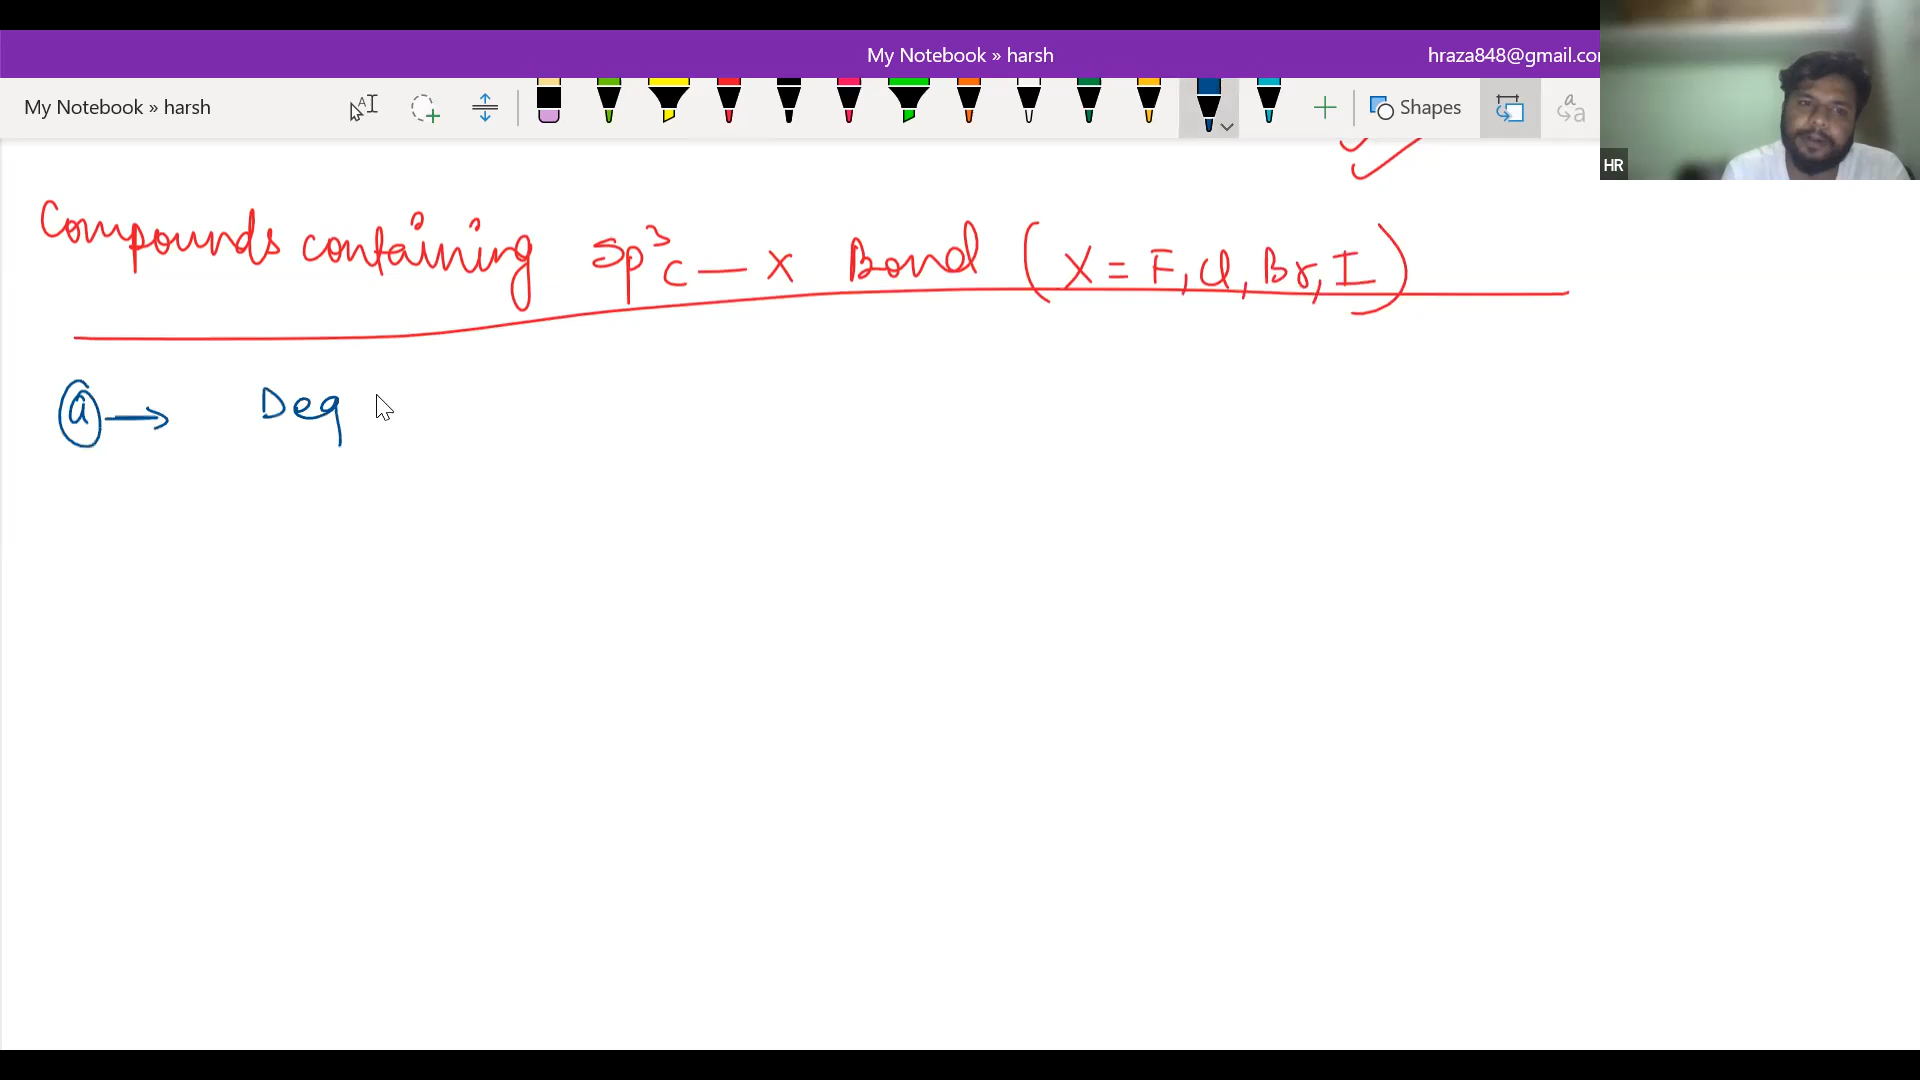 My Notebook » harsh
hraza848@gmail.co
My Notebook » harsh
Shapes
HR
Compounds containing sp³c — X Bond (X = F, Cl, Br, I)
a → Deg